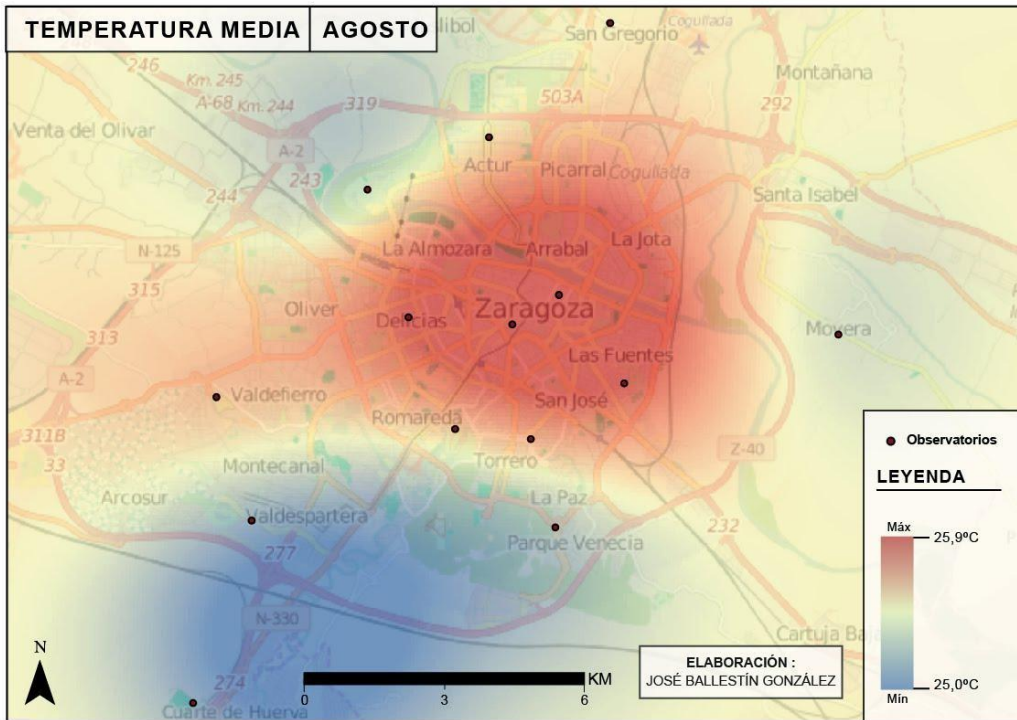 TEMPERATURA MEDIA AGOSTO
San Gregorio
Cogullada
Montañana
246
Km. 245
A-68 Km. 244
319
503A
292
Venta del Olivar
A-2
243
Actur
Picarral
Cogullada
244
Santa Isabel
N-125
La Almozara
Arrabal
La Jota
315
Oliver
Delicias
Zaragoza
Movera
313
Las Fuentes
A-2
Valdefierro
San José
Romareda
311B
33
Montecanal
Torrero
Z-40
Arcosur
Valdespartera
La Paz
232
277
Parque Venecia
N-330
Cartuja Baja
274
Cuarte de Huerva
Observatorios
LEYENDA
Máx
25,9ºC
25,0ºC
Mín
N
KM
0 3 6
ELABORACIÓN :
JOSÉ BALLESTÍN GONZÁLEZ